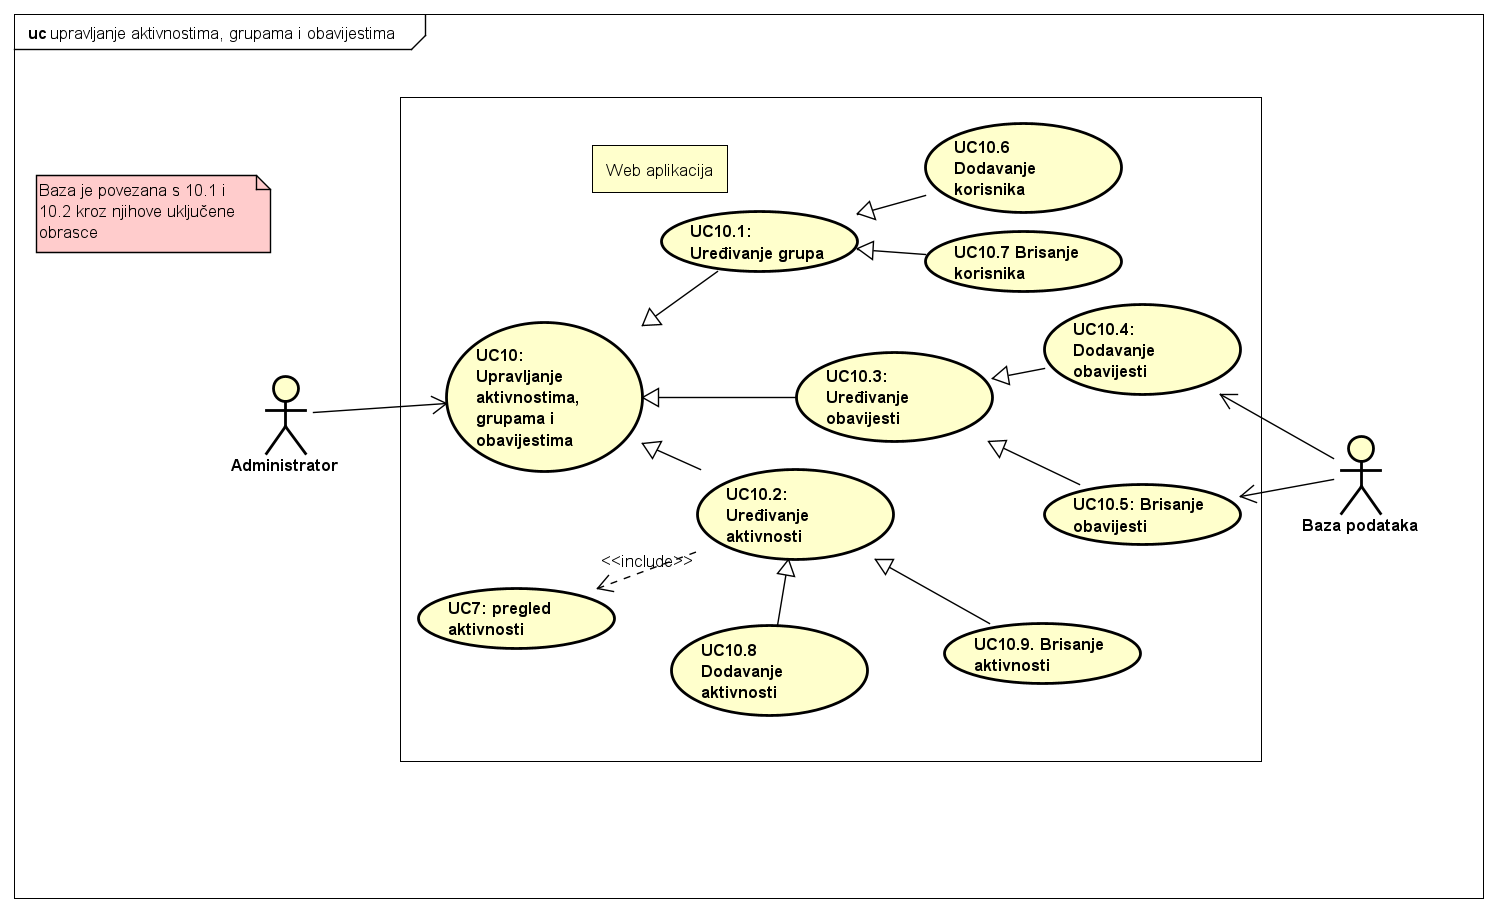 uc upravljanje aktivnostima, grupama i obavijestima
Baza je povezana s 10.1 i
10.2 kroz njihove uključene
obrasce
Web aplikacija
UC10.6
Dodavanje
korisnika
UC10.1:
Uređivanje grupa
UC10.7 Brisanje
korisnika
UC10.4:
Dodavanje
obavijesti
UC10:
Upravljanje
aktivnostima,
grupama i
obavijestima
UC10.3:
Uređivanje
obavijesti
Administrator
UC10.2:
Uređivanje
aktivnosti
UC10.5: Brisanje
obavijesti
Baza podataka
<<include>>
UC7: pregled
aktivnosti
UC10.8
Dodavanje
aktivnosti
UC10.9. Brisanje
aktivnosti